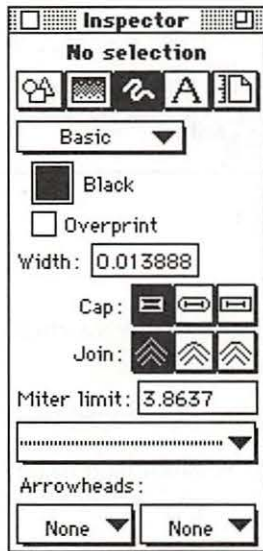 Inspector
No selection
A
Basic
Black
Overprint
Width: 0.013888
Cap:
Join:
Miter limit: 3.8637
Arrowheads:
None None